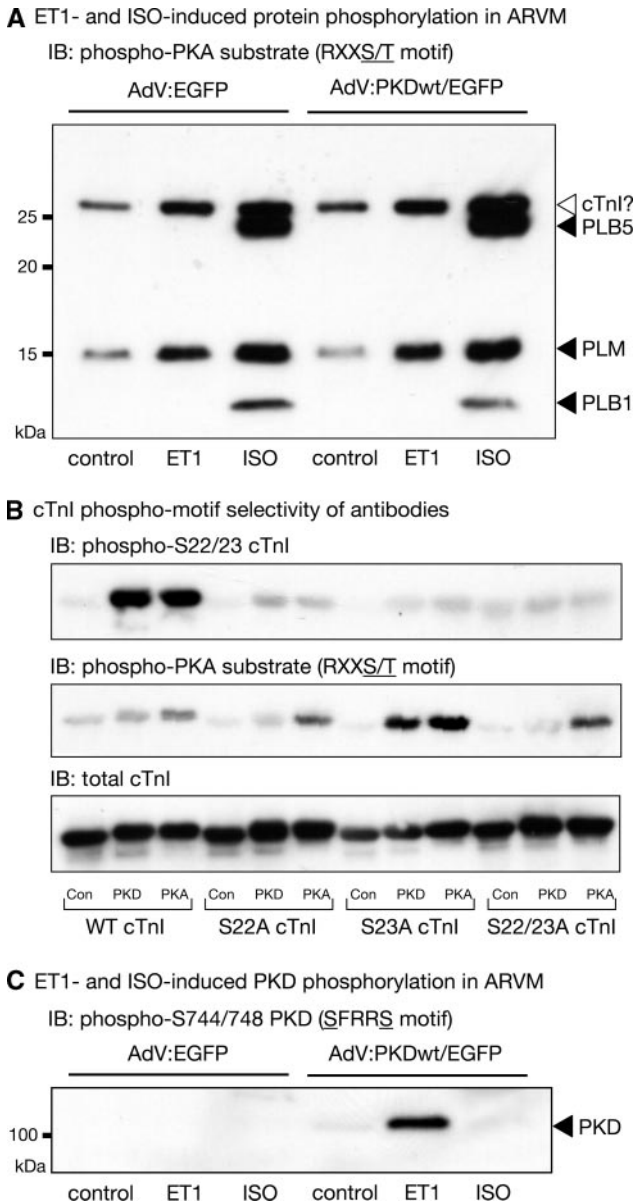 A ET1- and ISO-induced protein phosphorylation in ARVM
IB: phospho-PKA substrate (RXXS/T motif)
AdV:EGFP AdV:PKDwt/EGFP
cTnI?
25
PLB5
20
15
PLM
PLB1
kDa
control ET1 ISO control ET1 ISO
B cTnI phospho-motif selectivity of antibodies
IB: phospho-S22/23 cTnI
IB: phospho-PKA substrate (RXXS/T motif)
IB: total cTnI
Con PKD PKA Con PKD PKA Con PKD PKA Con PKD PKA
WT cTnI S22A cTnI S23A cTnI S22/23A cTnI
C ET1- and ISO-induced PKD phosphorylation in ARVM
IB: phospho-S744/748 PKD (SFRRS motif)
AdV:EGFP AdV:PKDwt/EGFP
100
PKD
kDa
control ET1 ISO control ET1 ISO